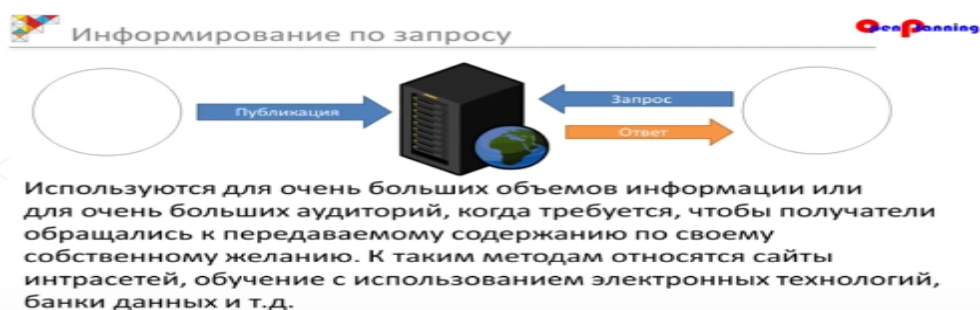 Информирование по запросу
OpenPlanning
Публикация
Запрос
Ответ
Используются для очень больших объемов информации или
для очень больших аудиторий, когда требуется, чтобы получатели
обращались к передаваемому содержанию по своему
собственному желанию. К таким методам относятся сайты
интрасетей, обучение с использованием электронных технологий,
банки данных и т.д.